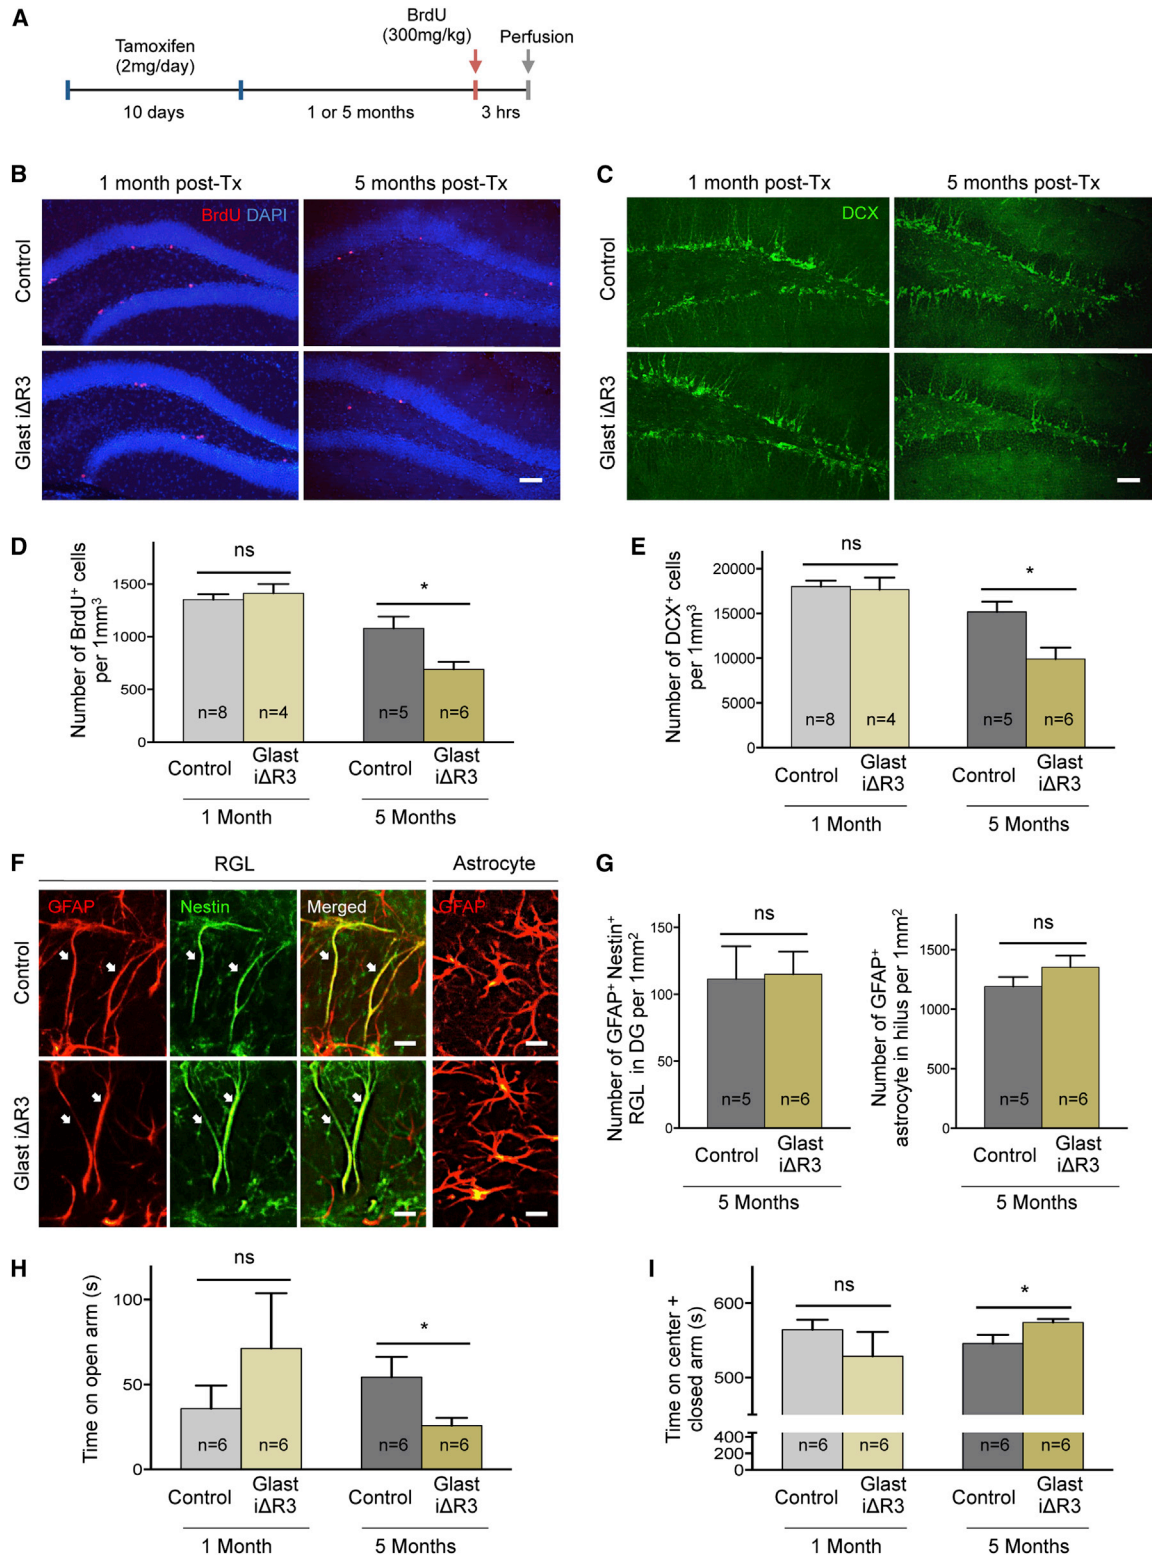 A
Tamoxifen
(2mg/day)
BrdU
(300mg/kg)
Perfusion
10 days
1 or 5 months
3 hrs
B
1 month post-Tx
5 months post-Tx
BrdU DAPI
Control
Glast iΔR3
C
1 month post-Tx
5 months post-Tx
DCX
Control
Glast iΔR3
D
Number of BrdU⁺ cells
per 1mm³
1500
1000
500
0
ns
*
n=8
n=4
n=5
n=6
Control
Glast
iΔR3
Control
Glast
iΔR3
1 Month
5 Months
E
Number of DCX⁺ cells
per 1mm³
20000
15000
10000
5000
0
ns
*
n=8
n=4
n=5
n=6
Control
Glast
iΔR3
Control
Glast
iΔR3
1 Month
5 Months
F
RGL
Astrocyte
GFAP
Nestin
Merged
GFAP
Control
Glast iΔR3
G
Number of GFAP⁺ Nestin⁺
RGL in DG per 1mm²
150
100
50
0
ns
n=5
n=6
Control
Glast
iΔR3
5 Months
Number of GFAP⁺
astrocyte in hilus per 1mm²
1500
1000
500
0
ns
n=5
n=6
Control
Glast
iΔR3
5 Months
H
Time on open arm (s)
100
50
0
ns
*
n=6
n=6
n=6
n=6
Control
Glast
iΔR3
Control
Glast
iΔR3
1 Month
5 Months
I
Time on center +
closed arm (s)
600
500
400
200
0
ns
*
n=6
n=6
n=6
n=6
Control
Glast
iΔR3
Control
Glast
iΔR3
1 Month
5 Months